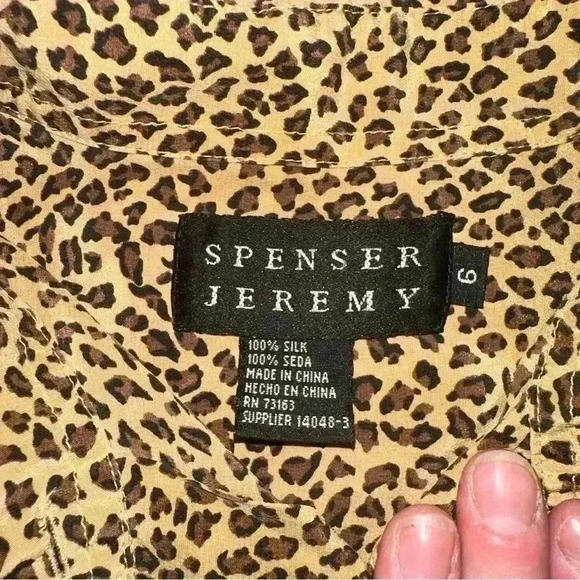 SPENSER
JEREMY
6
100% SILK
100% SEDA
MADE IN CHINA
HECHO EN CHINA
RN 73163
SUPPLIER 14048-3